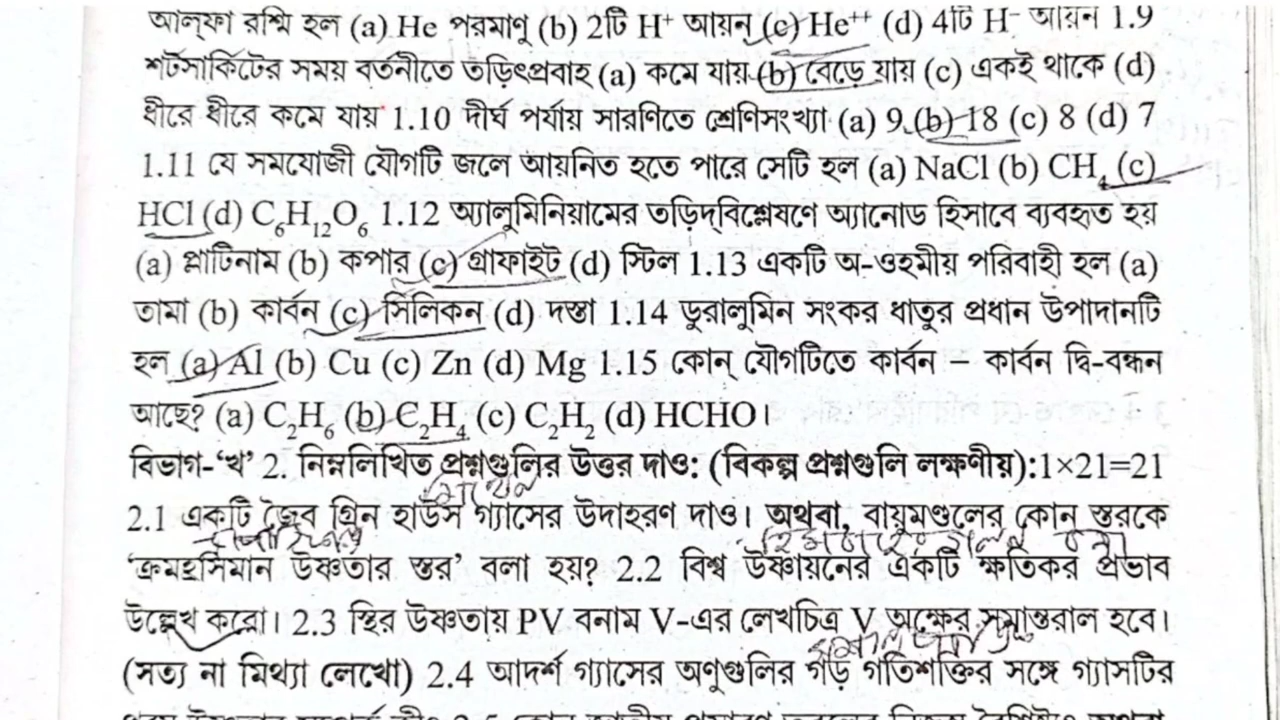 আল্‌ফা রশ্মি হল (a) He পরমাণু (b) 2টি H⁺ আয়ন (c) He⁺⁺ (d) 4টি H⁻ আয়ন 1.9
শর্টসার্কিটের সময় বর্তনীতে তড়িৎপ্রবাহ (a) কমে যায় (b) বেড়ে যায় (c) একই থাকে (d)
ধীরে ধীরে কমে যায় 1.10 দীর্ঘ পর্যায় সারণিতে শ্রেণিসংখ্যা (a) 9 (b) 18 (c) 8 (d) 7
1.11 যে সমযোজী যৌগটি জলে আয়নিত হতে পারে সেটি হল (a) NaCl (b) CH₄ (c)
HCl (d) C₆H₁₂O₆ 1.12 অ্যালুমিনিয়ামের তড়িদ্‌বিশ্লেষণে অ্যানোড হিসাবে ব্যবহৃত হয়
(a) প্লাটিনাম (b) কপার (c) গ্রাফাইট (d) স্টিল 1.13 একটি অ-ওহমীয় পরিবাহী হল (a)
তামা (b) কার্বন (c) সিলিকন (d) দস্তা 1.14 ডুরালুমিন সংকর ধাতুর প্রধান উপাদানটি
হল (a) Al (b) Cu (c) Zn (d) Mg 1.15 কোন্ যৌগটিতে কার্বন – কার্বন দ্বি-বন্ধন
আছে? (a) C₂H₆ (b) C₂H₄ (c) C₂H₂ (d) HCHO।
বিভাগ-‘খ’ 2. নিম্নলিখিত প্রশ্নগুলির উত্তর দাও: (বিকল্প প্রশ্নগুলি লক্ষণীয়):1×21=21
মিথেন
2.1 একটি জৈব গ্রিন হাউস গ্যাসের উদাহরণ দাও। অথবা, বায়ুমণ্ডলের কোন্ স্তরকে
‘ক্রমহ্রাসমান উষ্ণতার স্তর’ বলা হয়? 2.2 বিশ্ব উষ্ণায়নের একটি ক্ষতিকর প্রভাব
উল্লেখ করো। 2.3 স্থির উষ্ণতায় PV বনাম V-এর লেখচিত্র V অক্ষের সমান্তরাল হবে।
(সত্য না মিথ্যা লেখো) 2.4 আদর্শ গ্যাসের অণুগুলির গড় গতিশক্তির সঙ্গে গ্যাসটির